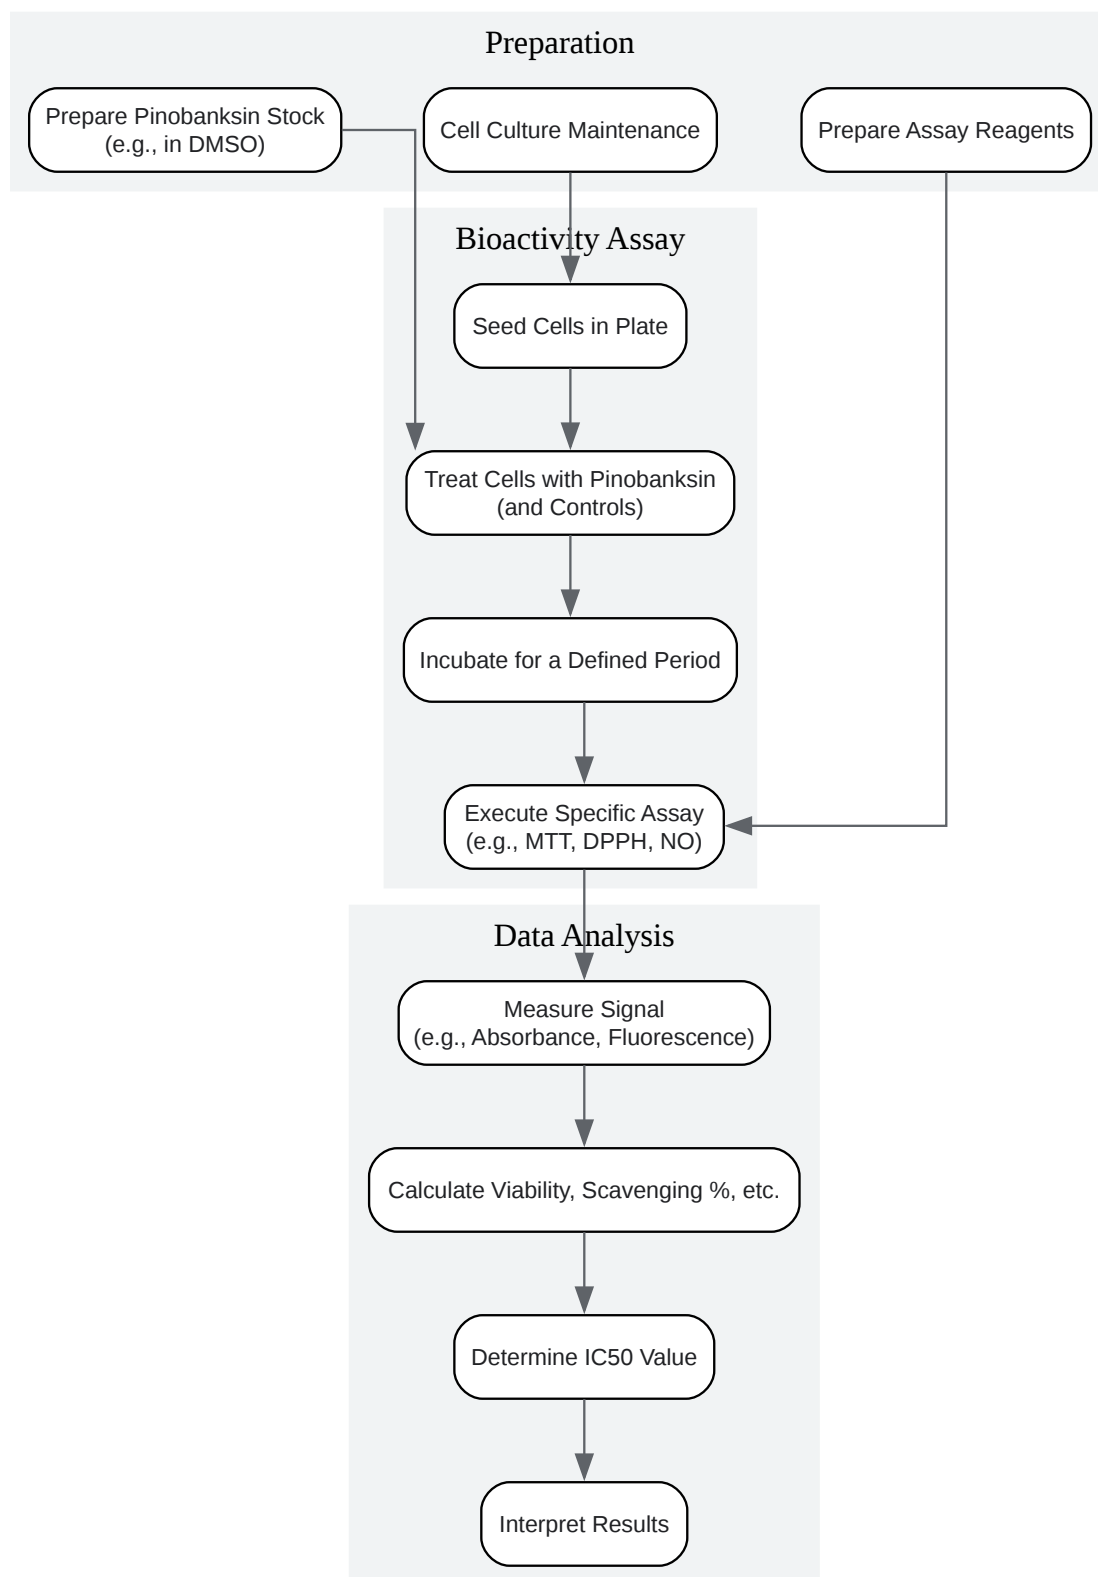 Preparation
Prepare Pinobanksin Stock
(e.g., in DMSO)
Cell Culture Maintenance
Prepare Assay Reagents
Bioactivity Assay
Seed Cells in Plate
Treat Cells with Pinobanksin
(and Controls)
Incubate for a Defined Period
Execute Specific Assay
(e.g., MTT, DPPH, NO)
Data Analysis
Measure Signal
(e.g., Absorbance, Fluorescence)
Calculate Viability, Scavenging %, etc.
Determine IC50 Value
Interpret Results